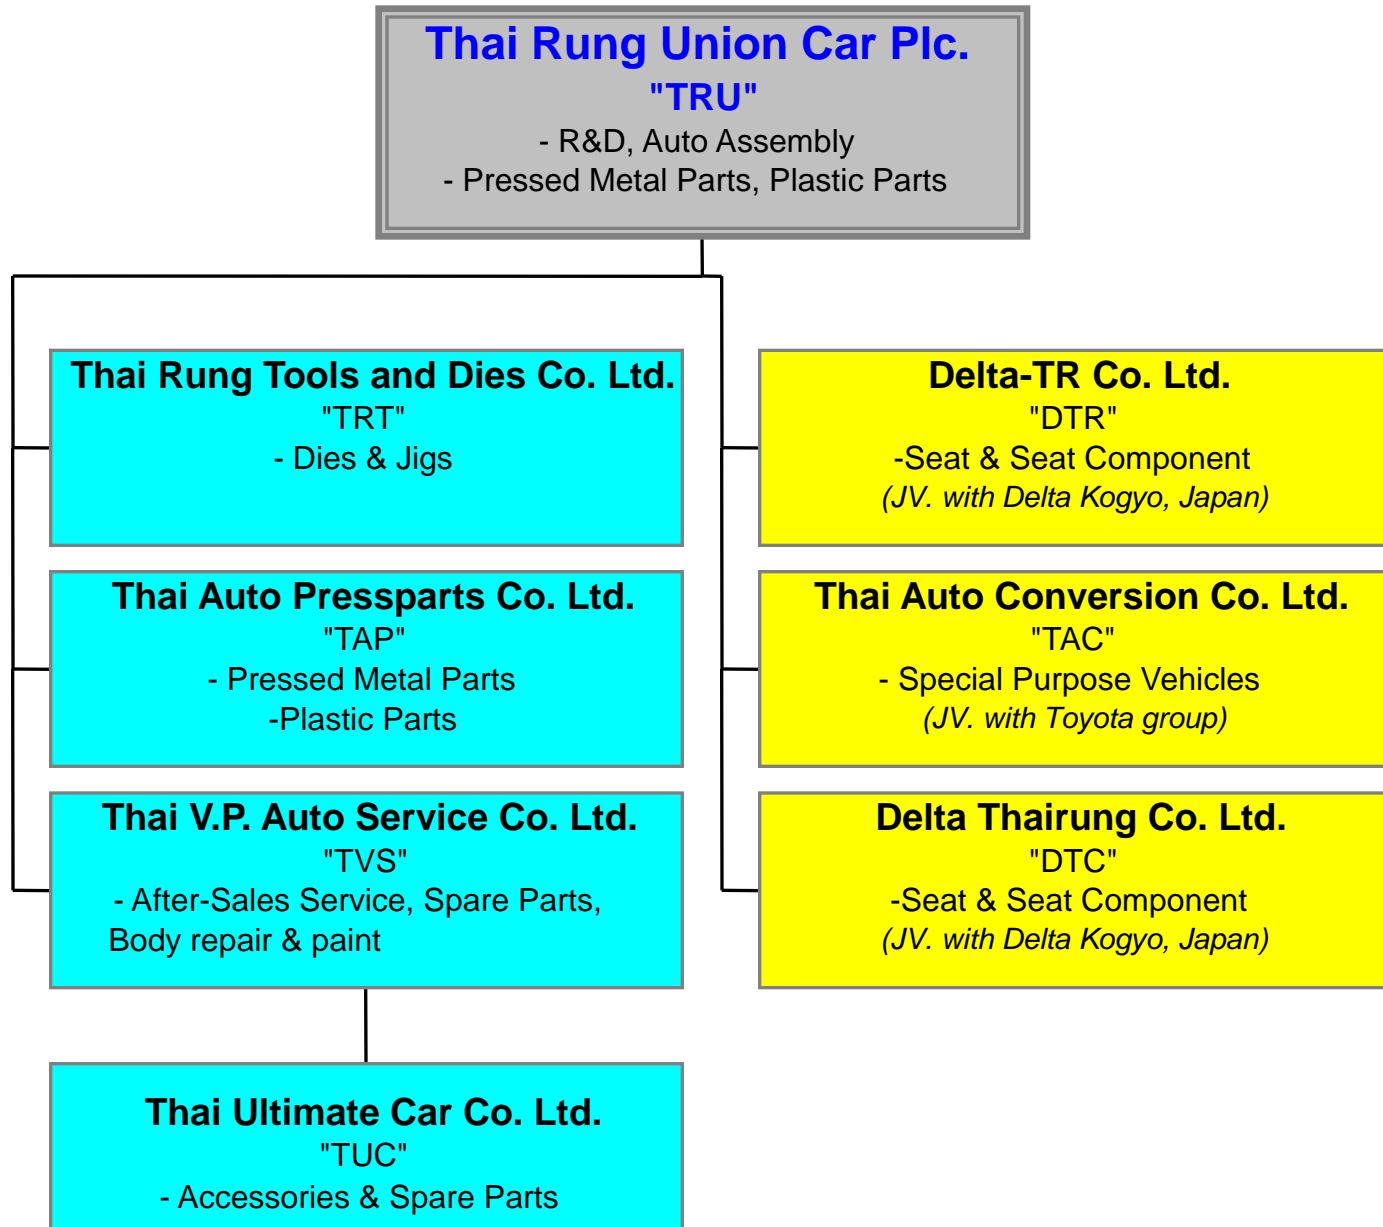 Thai Rung Union Car Plc.
"TRU"
- R&D, Auto Assembly
- Pressed Metal Parts, Plastic Parts
Thai Rung Tools and Dies Co. Ltd.
"TRT"
- Dies & Jigs
Thai Auto Pressparts Co. Ltd.
"TAP"
- Pressed Metal Parts
-Plastic Parts
Thai V.P. Auto Service Co. Ltd.
"TVS"
- After-Sales Service, Spare Parts,
Body repair & paint
Thai Ultimate Car Co. Ltd.
"TUC"
- Accessories & Spare Parts
Delta-TR Co. Ltd.
"DTR"
-Seat & Seat Component
(JV. with Delta Kogyo, Japan)
Thai Auto Conversion Co. Ltd.
"TAC"
- Special Purpose Vehicles
(JV. with Toyota group)
Delta Thairung Co. Ltd.
"DTC"
-Seat & Seat Component
(JV. with Delta Kogyo, Japan)